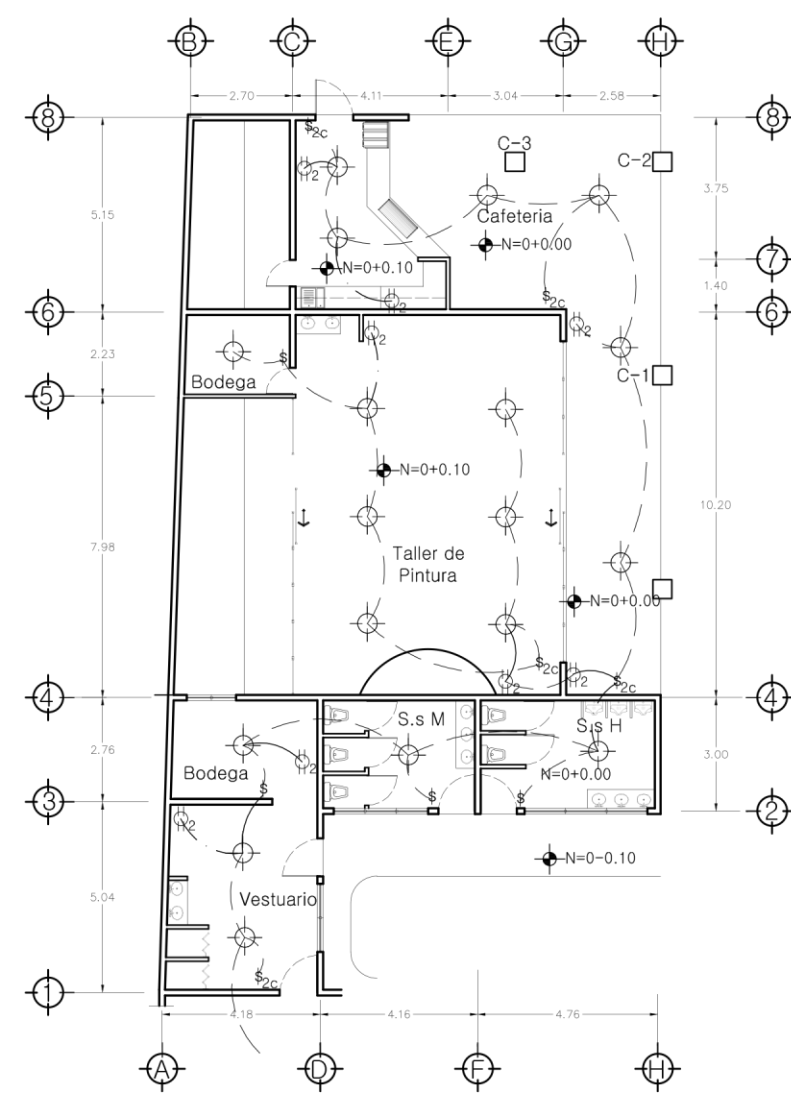 B C E G H
2.70 4.11 3.04 2.58
8 8
$2c
C-3
C-2
2
3.75
5.15
Cafeteria
N=0+0.00
7
N=0+0.10
1.40
$2c
2
6 6
2
2
2.23
$
C-1
Bodega
5
N=0+0.10
10.20
7.98
Taller de
Pintura
N=0+0.00
$2c
2
$2c
4 4
S.s M
S.s H
2.76
3.00
2
Bodega
N=0+0.00
$
$
$
3
2
2
N=0-0.10
5.04
Vestuario
$2c
1
4.18 4.16 4.76
A D F H